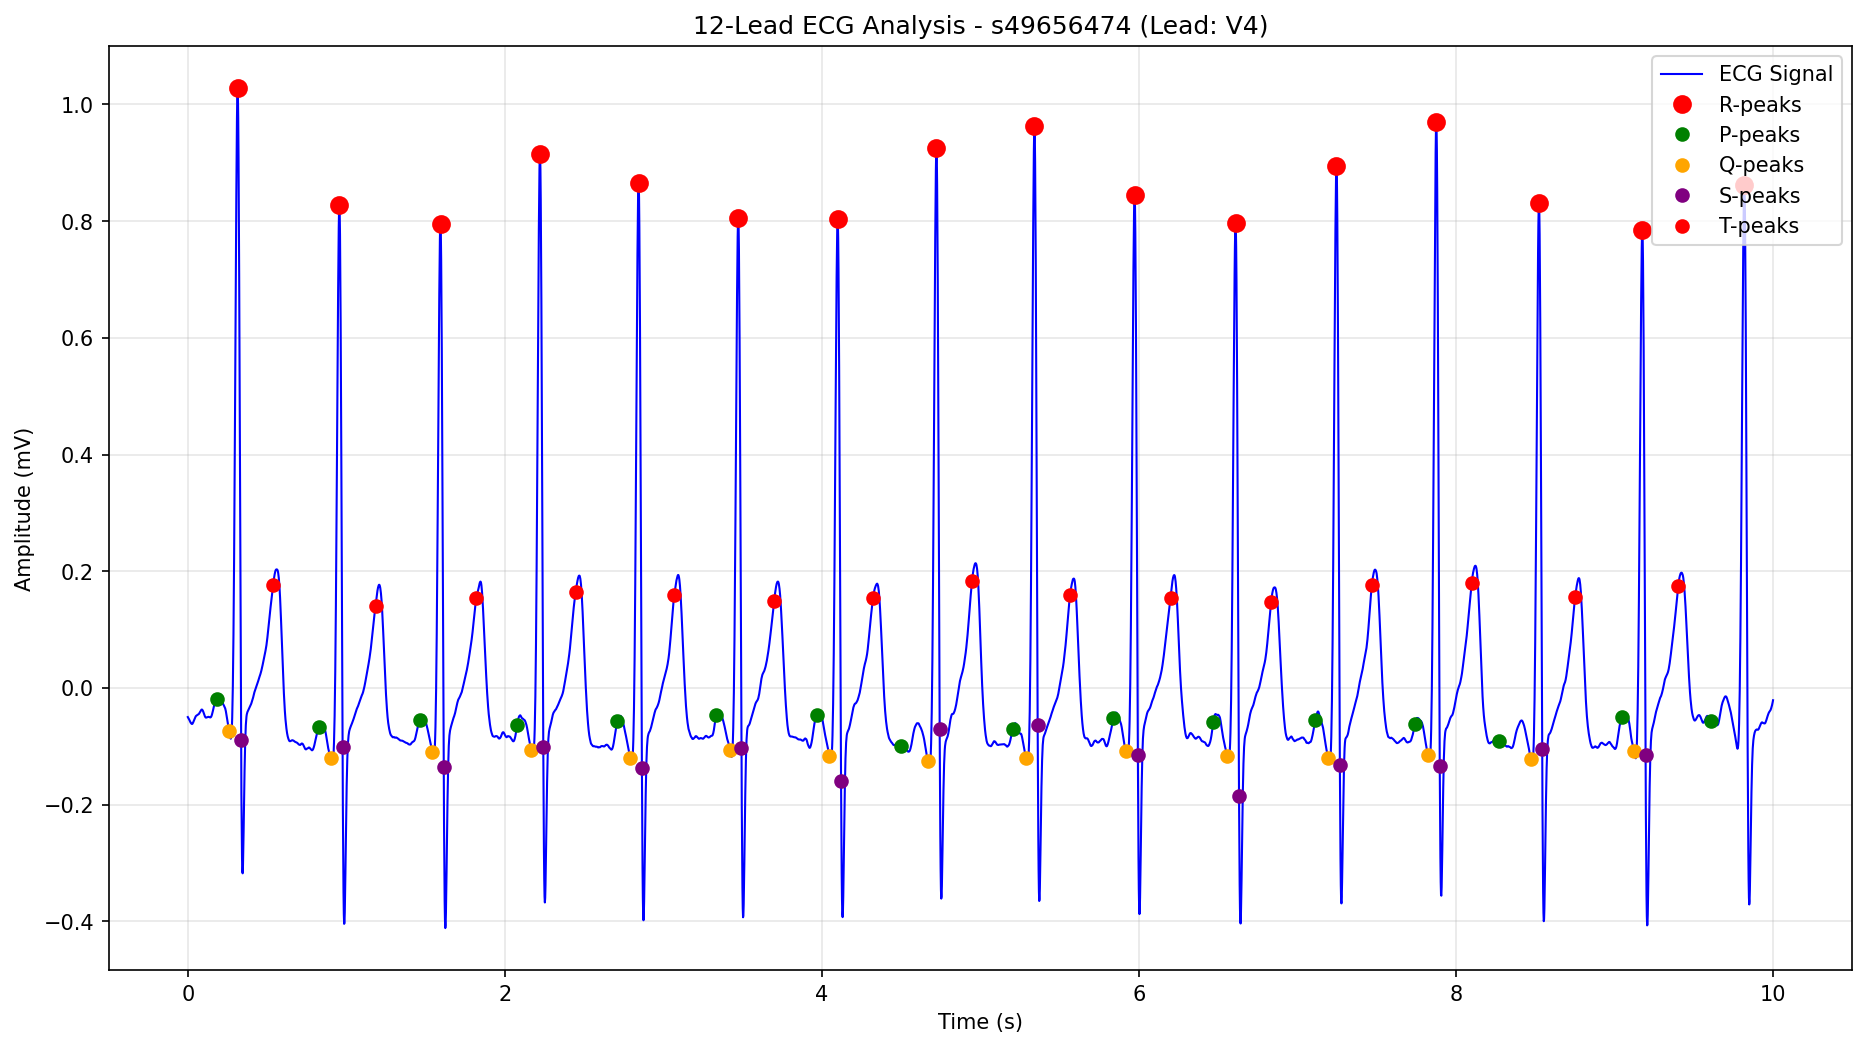 12-Lead ECG Analysis - s49656474 (Lead: V4)
ECG Signal
R-peaks
P-peaks
Q-peaks
S-peaks
T-peaks
Amplitude (mV)
1.0
0.8
0.6
0.4
0.2
0.0
−0.2
−0.4
0 2 4 6 8 10
Time (s)